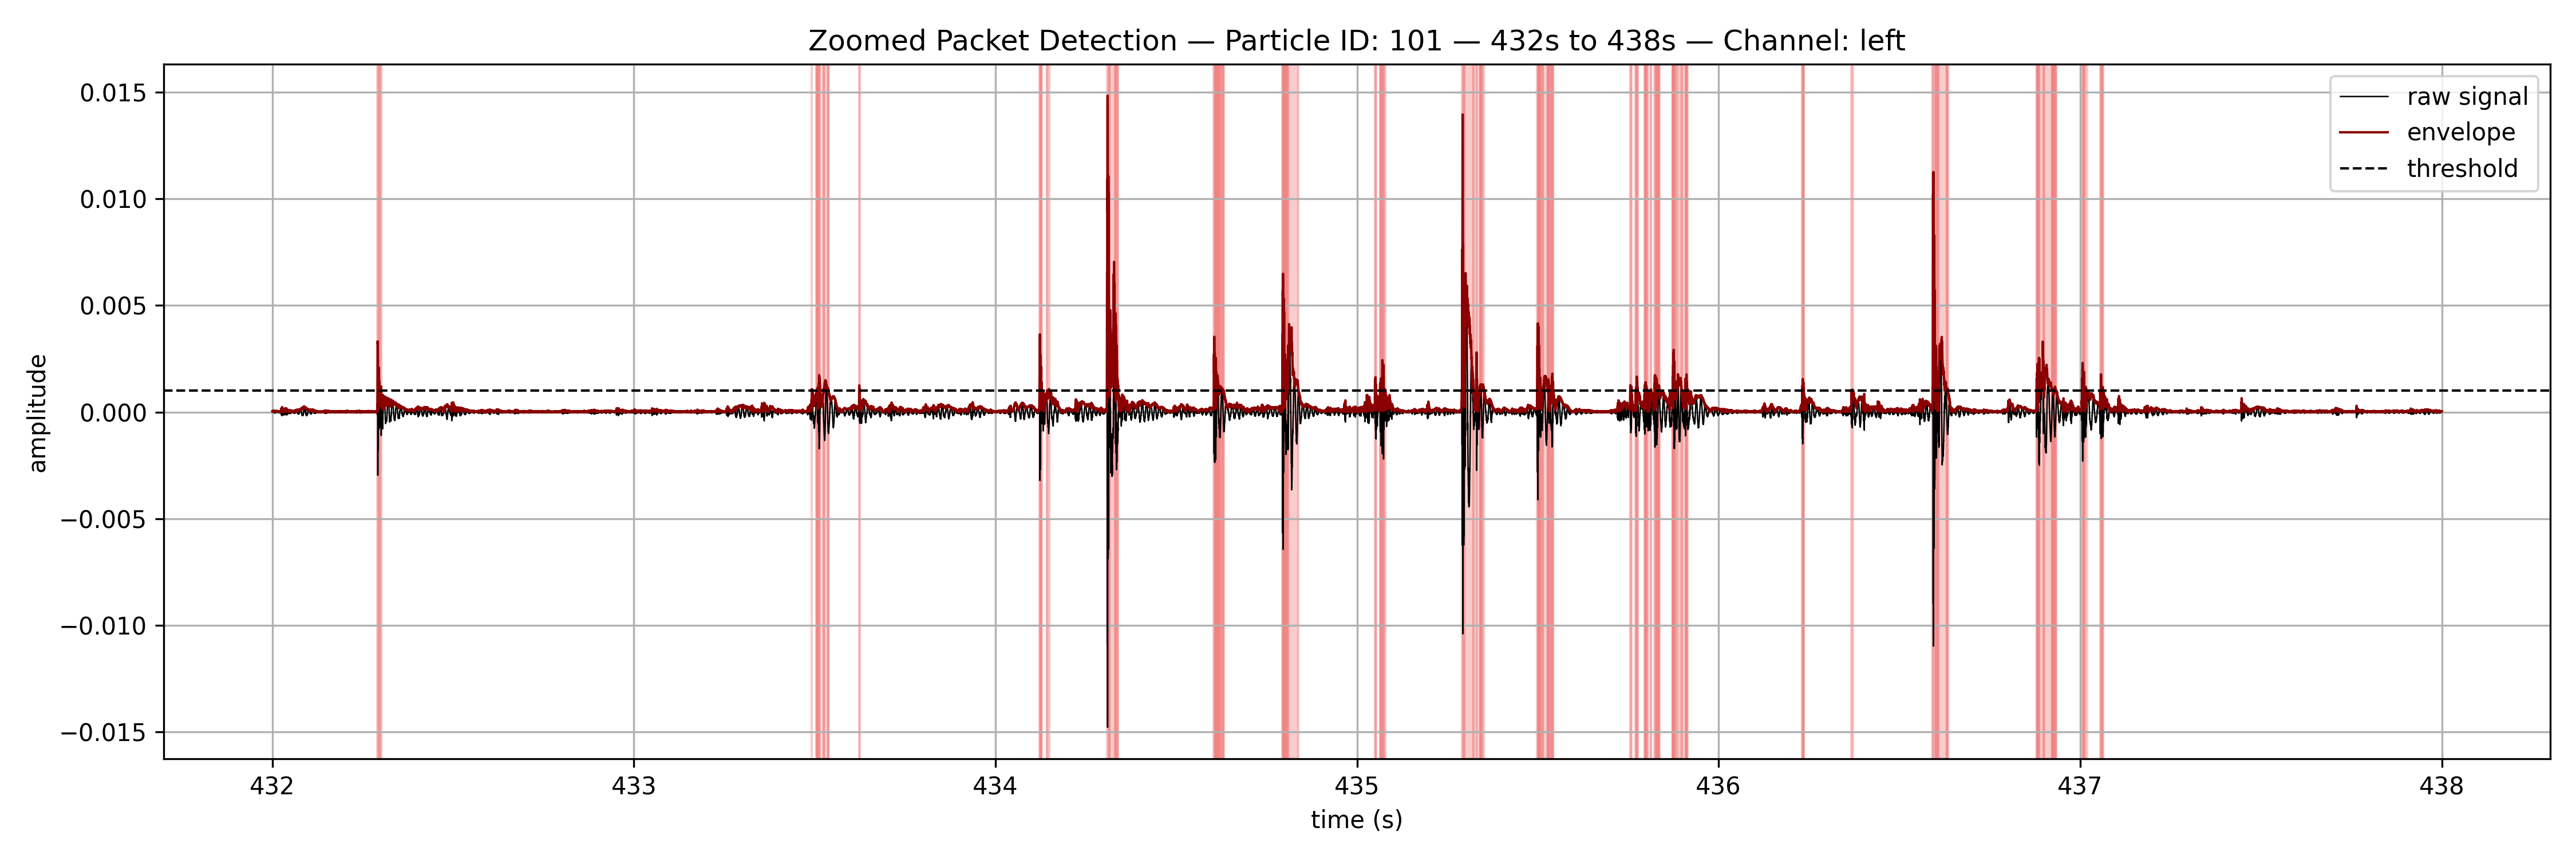 Zoomed Packet Detection — Particle ID: 101 — 432s to 438s — Channel: left
0.015
0.010
0.005
0.000
−0.005
−0.010
−0.015
amplitude
raw signal
envelope
threshold
432
433
434
435
436
437
438
time (s)